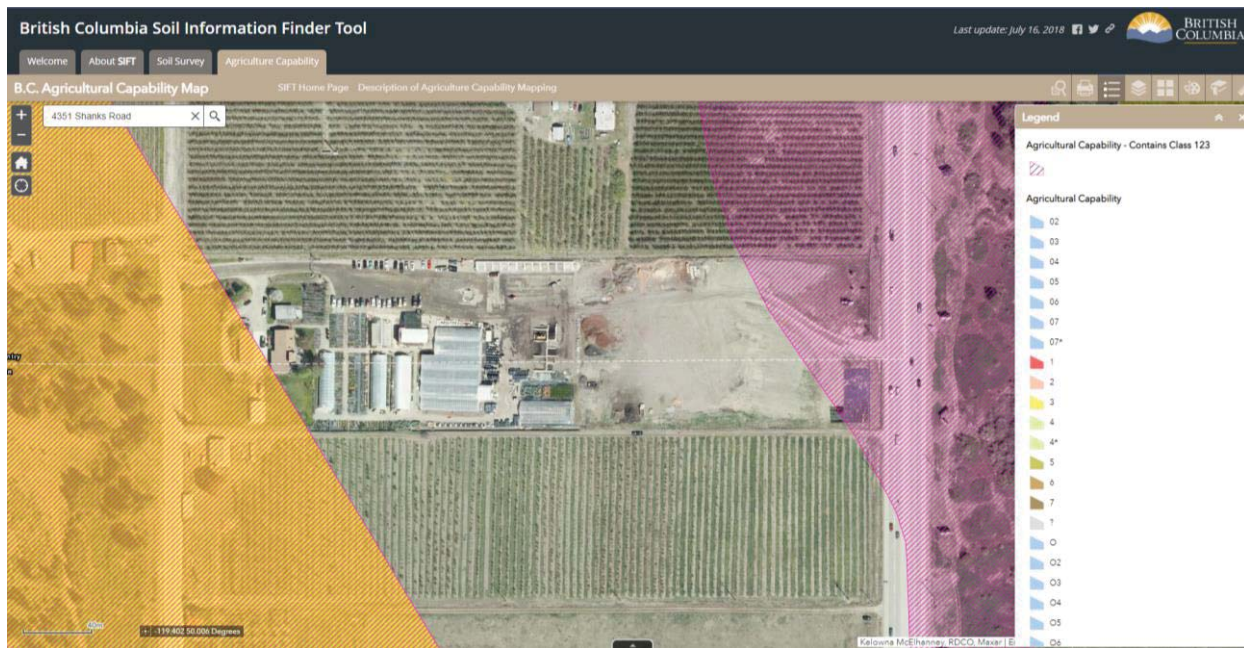 British Columbia Soil Information Finder Tool
Last update: July 16, 2018
BRITISH
COLUMBIA
Welcome
About SIFT
Soil Survey
Agriculture Capability
B.C. Agricultural Capability Map
SIFT Home Page
Description of Agriculture Capability Mapping
+
−
4351 Shanks Road
Legend
Agricultural Capability - Contains Class 123
Agricultural Capability
02
03
04
05
06
07
07*
1
2
3
4
4*
5
6
7
?
O
O2
O3
O4
O5
O6
40m
-119.402 50.006 Degrees
Kelowna McElhanney, RDCO, Maxar |